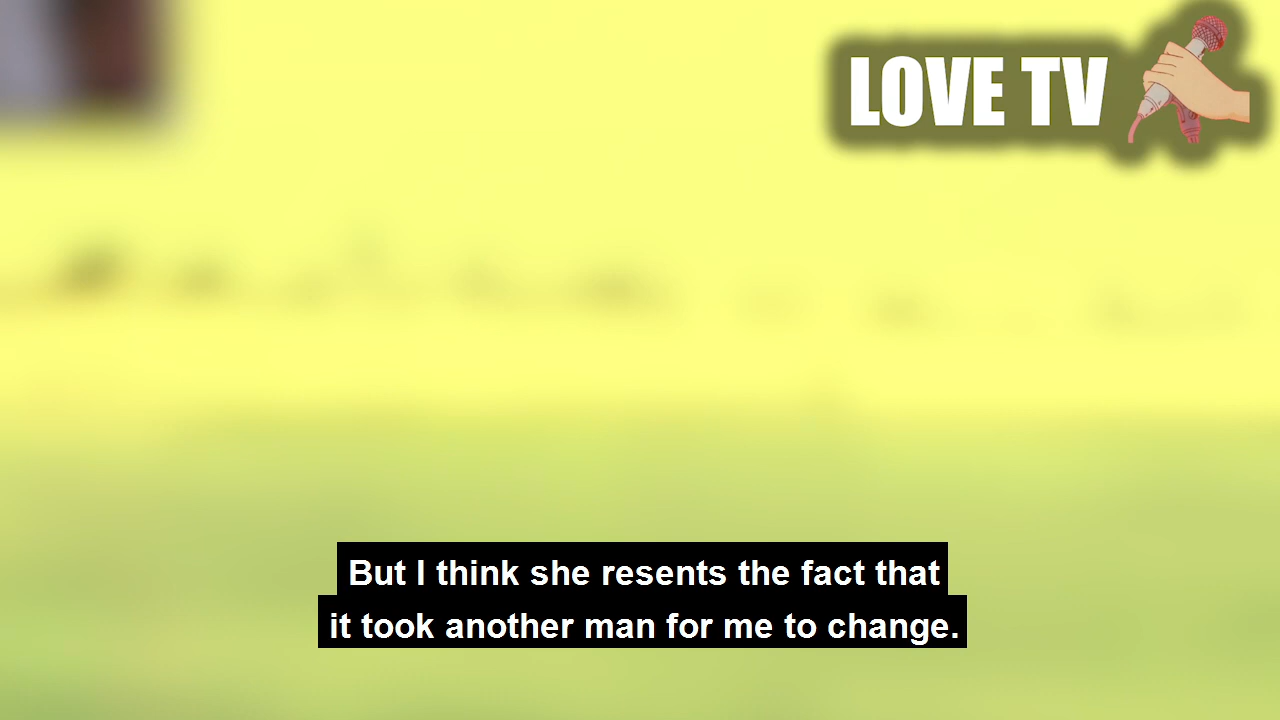 LOVE TV
But I think she resents the fact that
it took another man for me to change.